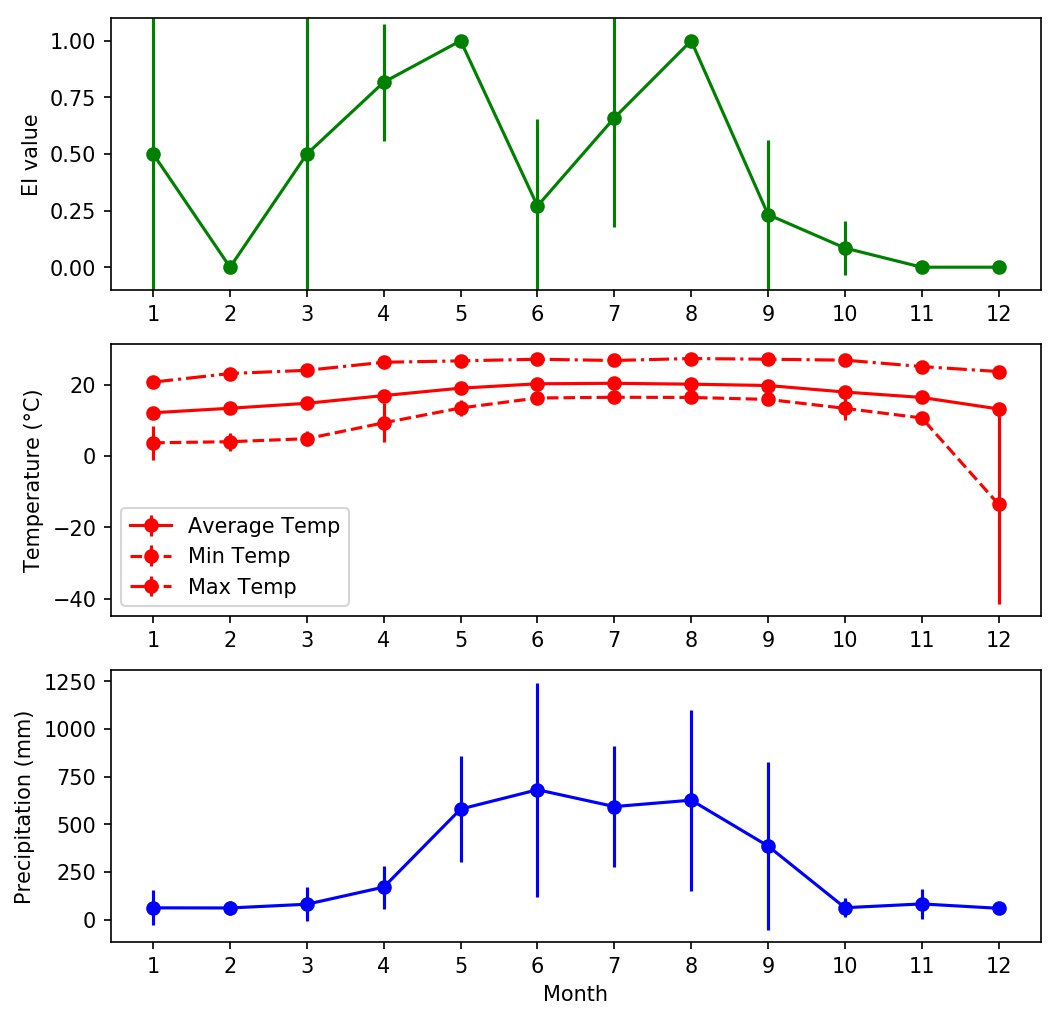 EI value
1.00
0.75
0.50
0.25
0.00
1 2 3 4 5 6 7 8 9 10 11 12
Temperature (°C)
20
0
−20
−40
Average Temp
Min Temp
Max Temp
1 2 3 4 5 6 7 8 9 10 11 12
Precipitation (mm)
1250
1000
750
500
250
0
1 2 3 4 5 6 7 8 9 10 11 12
Month